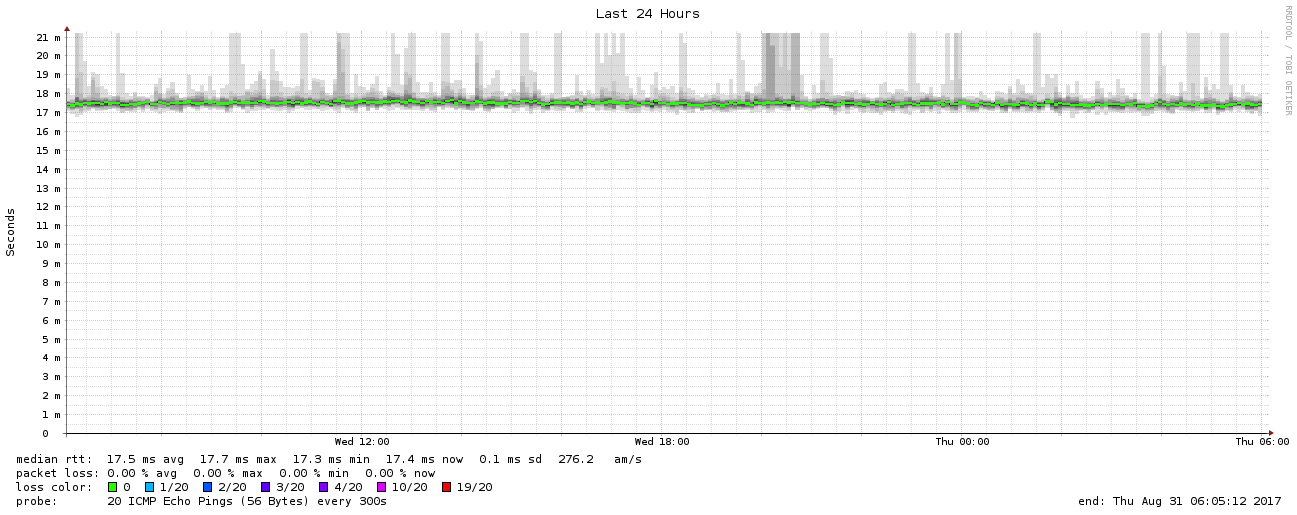 Last 24 Hours
RRDTOOL / TOBI OETIKER
Seconds
21 m
20 m
19 m
18 m
17 m
16 m
15 m
14 m
13 m
12 m
11 m
10 m
9 m
8 m
7 m
6 m
5 m
4 m
3 m
2 m
1 m
0
Wed 12:00 Wed 18:00 Thu 00:00 Thu 06:00
median rtt: 17.5 ms avg 17.7 ms max 17.3 ms min 17.4 ms now 0.1 ms sd 276.2 am/s
packet loss: 0.00 % avg 0.00 % max 0.00 % min 0.00 % now
loss color: 0 1/20 2/20 3/20 4/20 10/20 19/20
probe: 20 ICMP Echo Pings (56 Bytes) every 300s end: Thu Aug 31 06:05:12 2017